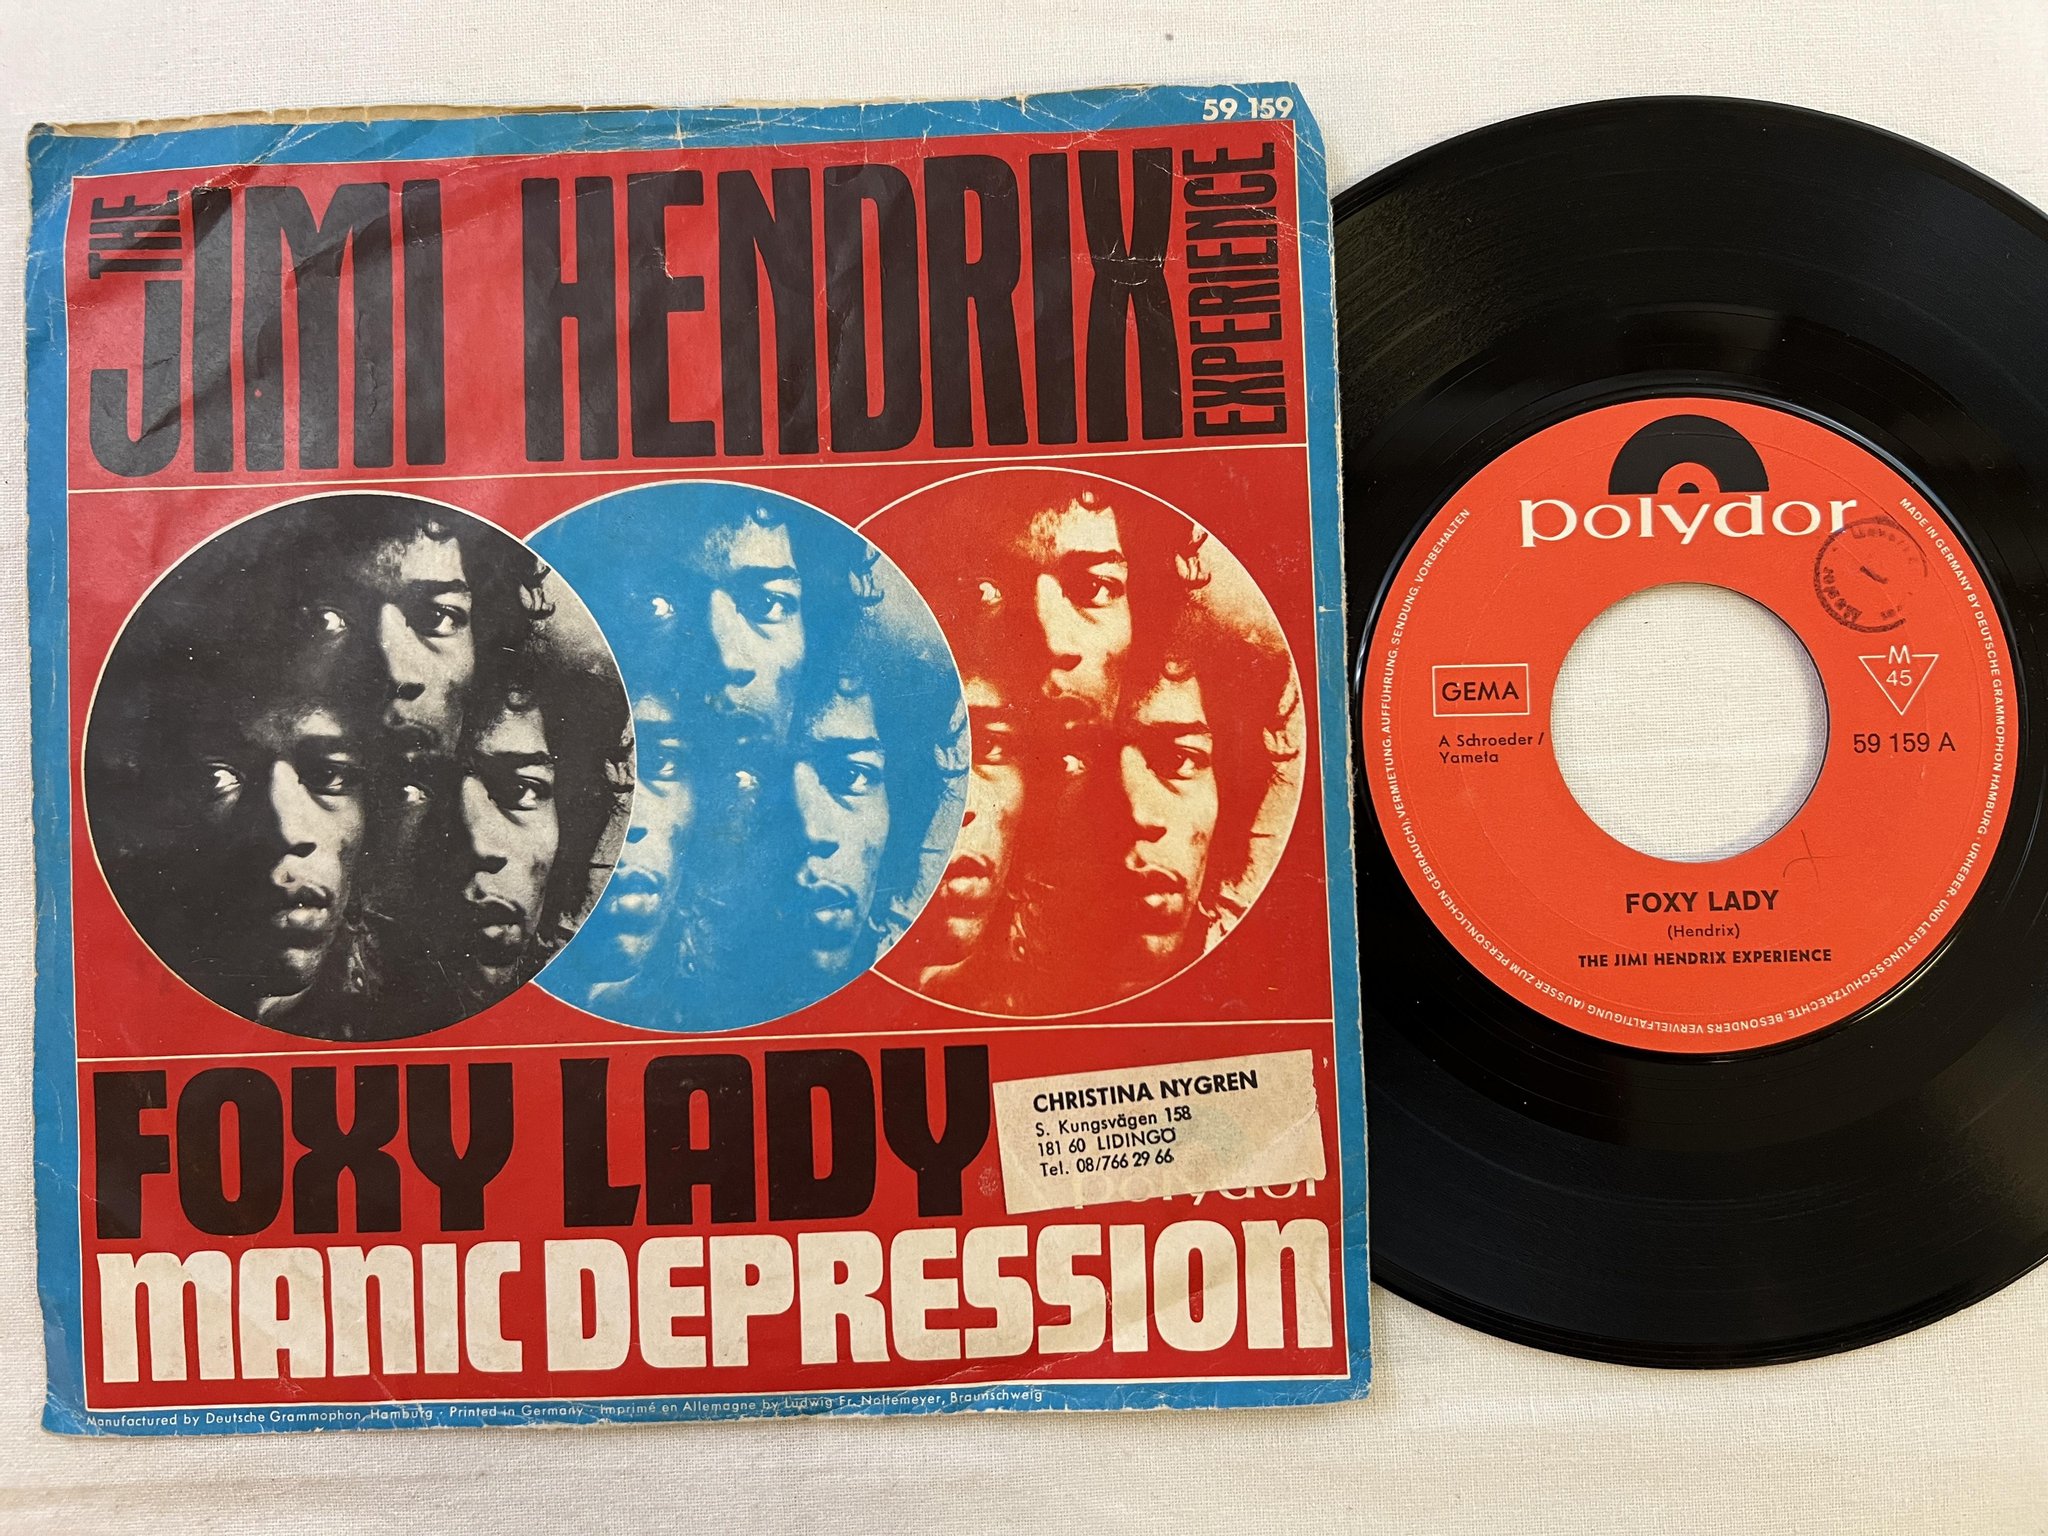 59 159
THE
JIMI HENDRIX
EXPERIENCE
FOXY LADY
CHRISTINA NYGREN
S. Kungsvägen 158
181 60 LIDINGÖ
Tel. 08/766 29 66
polydor
MANIC DEPRESSION
Manufactured by Deutsche Grammophon, Hamburg · Printed in Germany · Imprimé en Allemagne by Ludwig Fr. Noltemeyer, Braunschweig
polydor
MADE IN GERMANY BY DEUTSCHE GRAMMOPHON HAMBURG. URHEBER- UND LEISTUNGSSCHUTZRECHTE, BESONDERS VERVIELFÄLTIGUNG (AUSSER ZUM PERSÖNLICHEN GEBRAUCH), VERMIETUNG, AUFFÜHRUNG, SENDUNG, VORBEHALTEN
GEMA
M
45
A Schroeder /
Yameta
59 159 A
FOXY LADY
(Hendrix)
THE JIMI HENDRIX EXPERIENCE